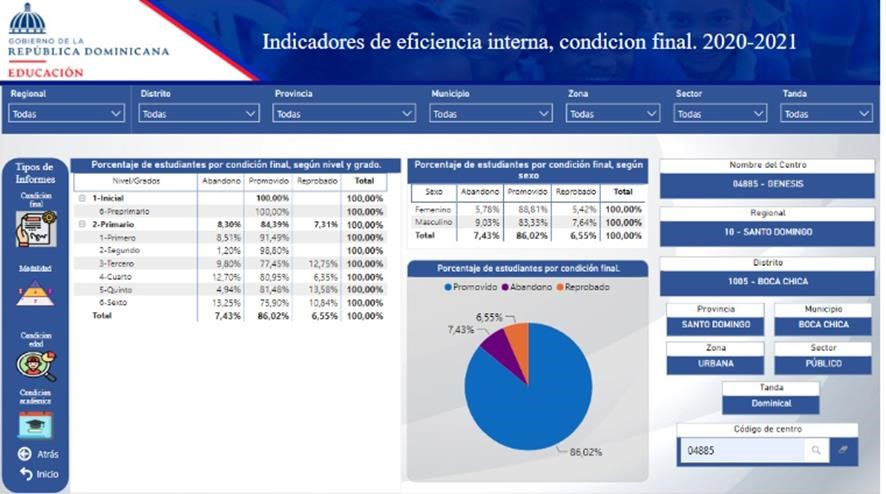 GOBIERNO DE LA
REPÚBLICA DOMINICANA
EDUCACIÓN
Indicadores de eficiencia interna, condicion final. 2020-2021
Regional Distrito Provincia Municipio Zona Sector Tanda
Todas Todas Todas Todas Todas Todas Todas
Tipos de
Informes
Condicion
final
Modalidad
Condicion
edad
Condicion
académica
Atrás
Inicio
Porcentaje de estudiantes por condición final, según nivel y grado.
Nivel/Grados Abandono Promovido Reprobado Total
1-Inicial 100,00% 100,00%
6-Preprimario 100,00% 100,00%
2-Primario 8,30% 84,39% 7,31% 100,00%
1-Primero 8,51% 91,49% 100,00%
2-Segundo 1,20% 98,80% 100,00%
3-Tercero 9,80% 77,45% 12,75% 100,00%
4-Cuarto 12,70% 80,95% 6,35% 100,00%
5-Quinto 4,94% 81,48% 13,58% 100,00%
6-Sexto 13,25% 75,90% 10,84% 100,00%
Total 7,43% 86,02% 6,55% 100,00%
Porcentaje de estudiantes por condición final, según
sexo
Sexo Abandono Promovido Reprobado Total
Femenino 5,78% 88,81% 5,42% 100,00%
Masculino 9,03% 83,33% 7,64% 100,00%
Total 7,43% 86,02% 6,55% 100,00%
Porcentaje de estudiantes por condición final.
Promovido Abandono Reprobado
6,55%
7,43%
86,02%
Nombre del Centro
04885 - GENESIS
Regional
10 - SANTO DOMINGO
Distrito
1005 - BOCA CHICA
Provincia Municipio
SANTO DOMINGO BOCA CHICA
Zona Sector
URBANA PÚBLICO
Tanda
Dominical
Código de centro
04885